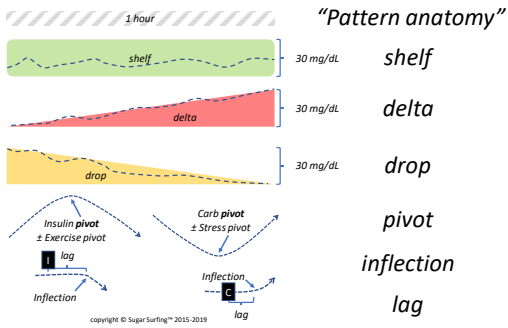 1 hour
“Pattern anatomy”
shelf
30 mg/dL
shelf
delta
30 mg/dL
delta
drop
30 mg/dL
drop
Insulin pivot
± Exercise pivot
Carb pivot
± Stress pivot
pivot
I
lag
Inflection
Inflection
C
lag
inflection
lag
copyright © Sugar Surfing™ 2015-2019